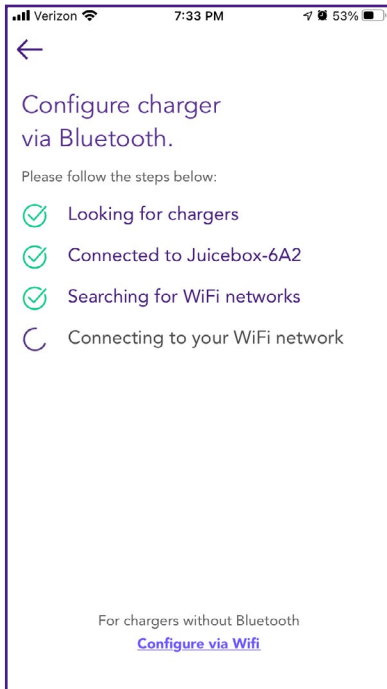 Verizon 7:33 PM 53%
Configure charger
via Bluetooth.
Please follow the steps below:
Looking for chargers
Connected to Juicebox-6A2
Searching for WiFi networks
Connecting to your WiFi network
For chargers without Bluetooth
Configure via Wifi